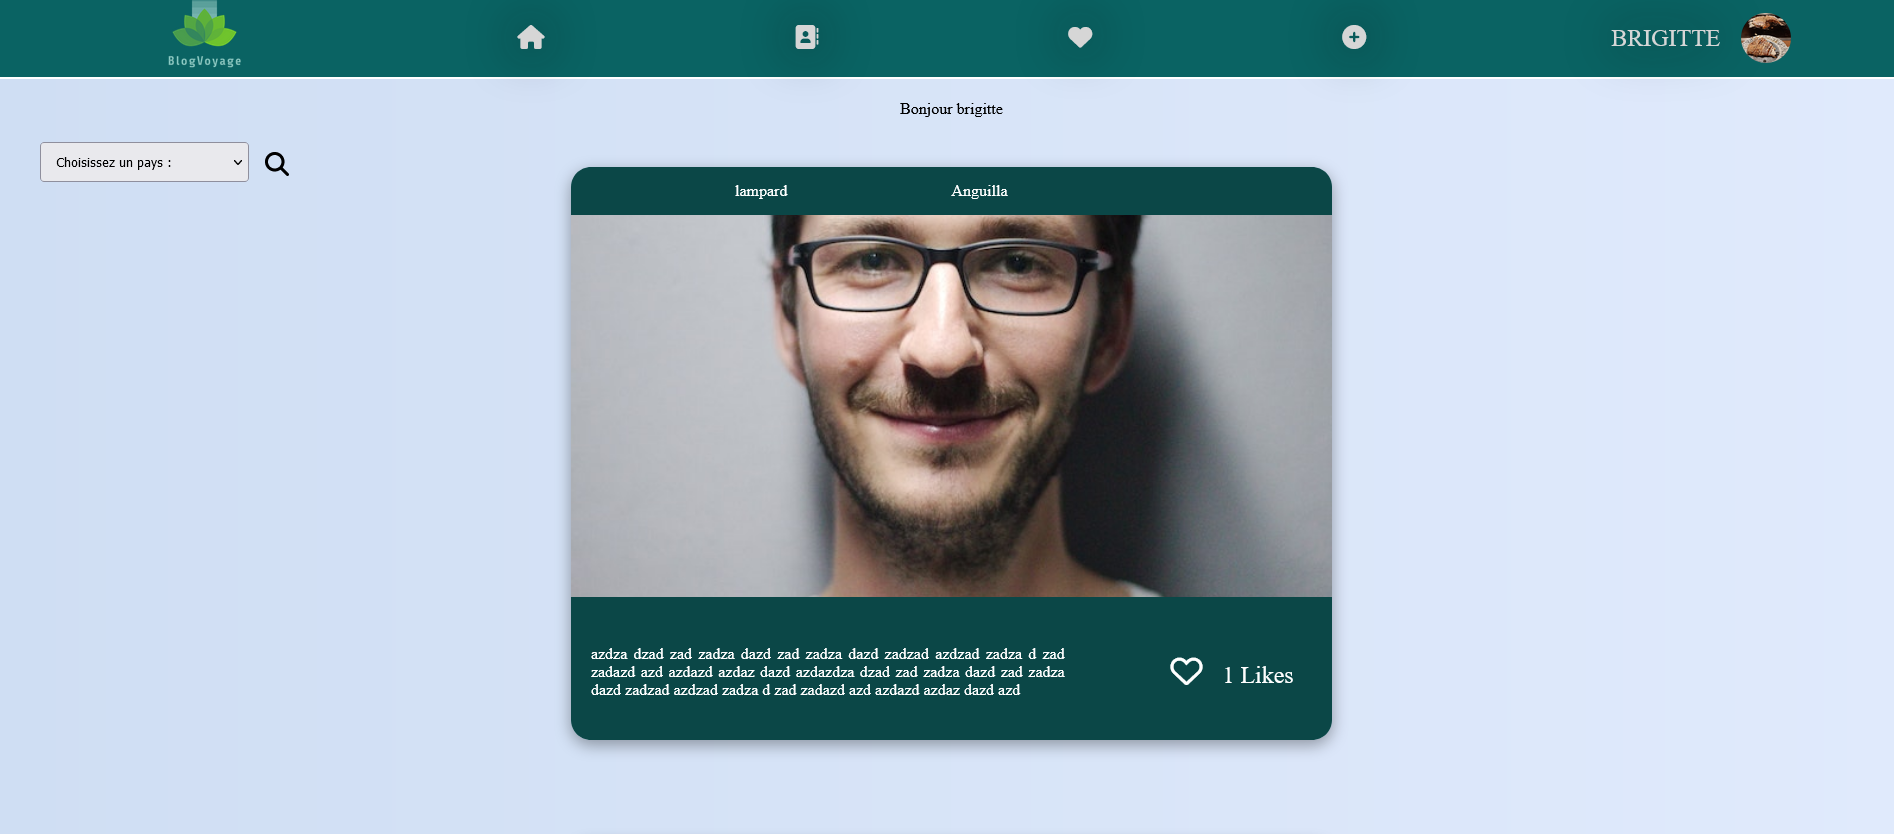 BlogVoyage
BRIGITTE
Bonjour brigitte
Choisissez un pays :
lampard Anguilla
azdza dzad zad zadza dazd zad zadza dazd zadzad azdzad zadza d zad
zadazd azd azdazd azdaz dazd azdazdza dzad zad zadza dazd zad zadza
dazd zadzad azdzad zadza d zad zadazd azd azdazd azdaz dazd azd
1 Likes